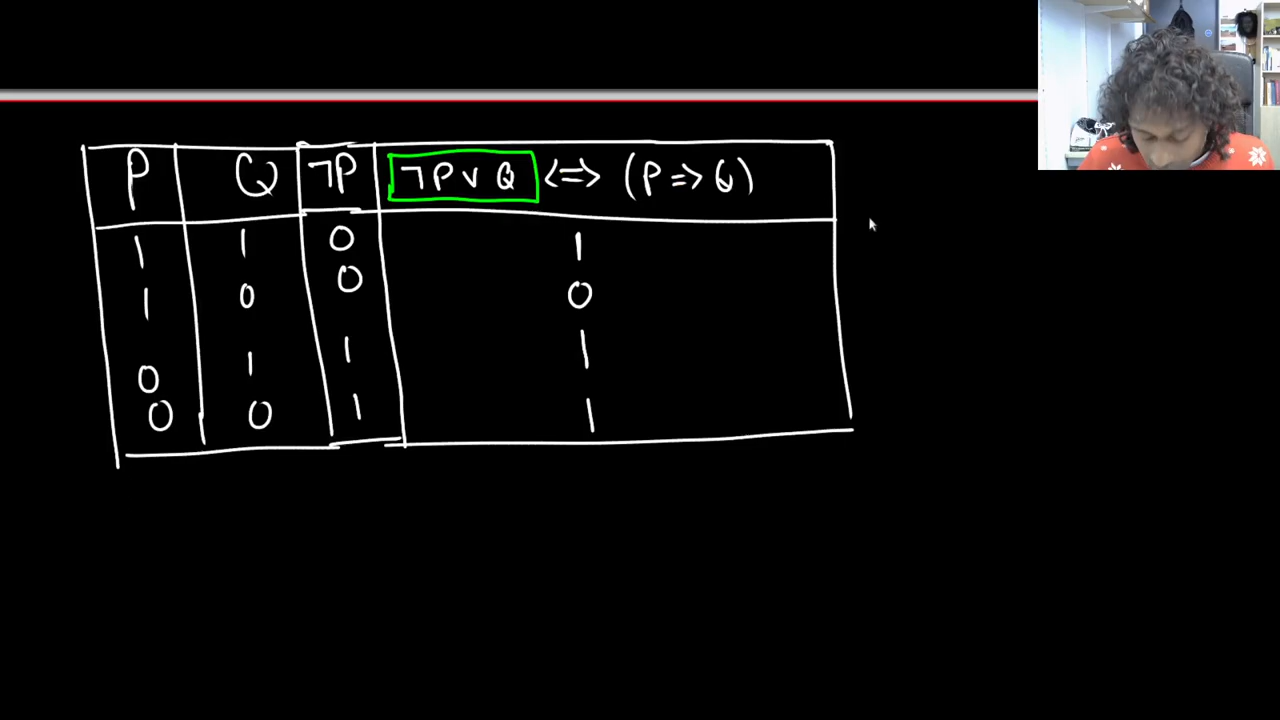 P Q ¬P ¬P ∨ Q <=> (P => Q)
1 1 0 1
1 0 0 0
0 1 1 1
0 0 1 1